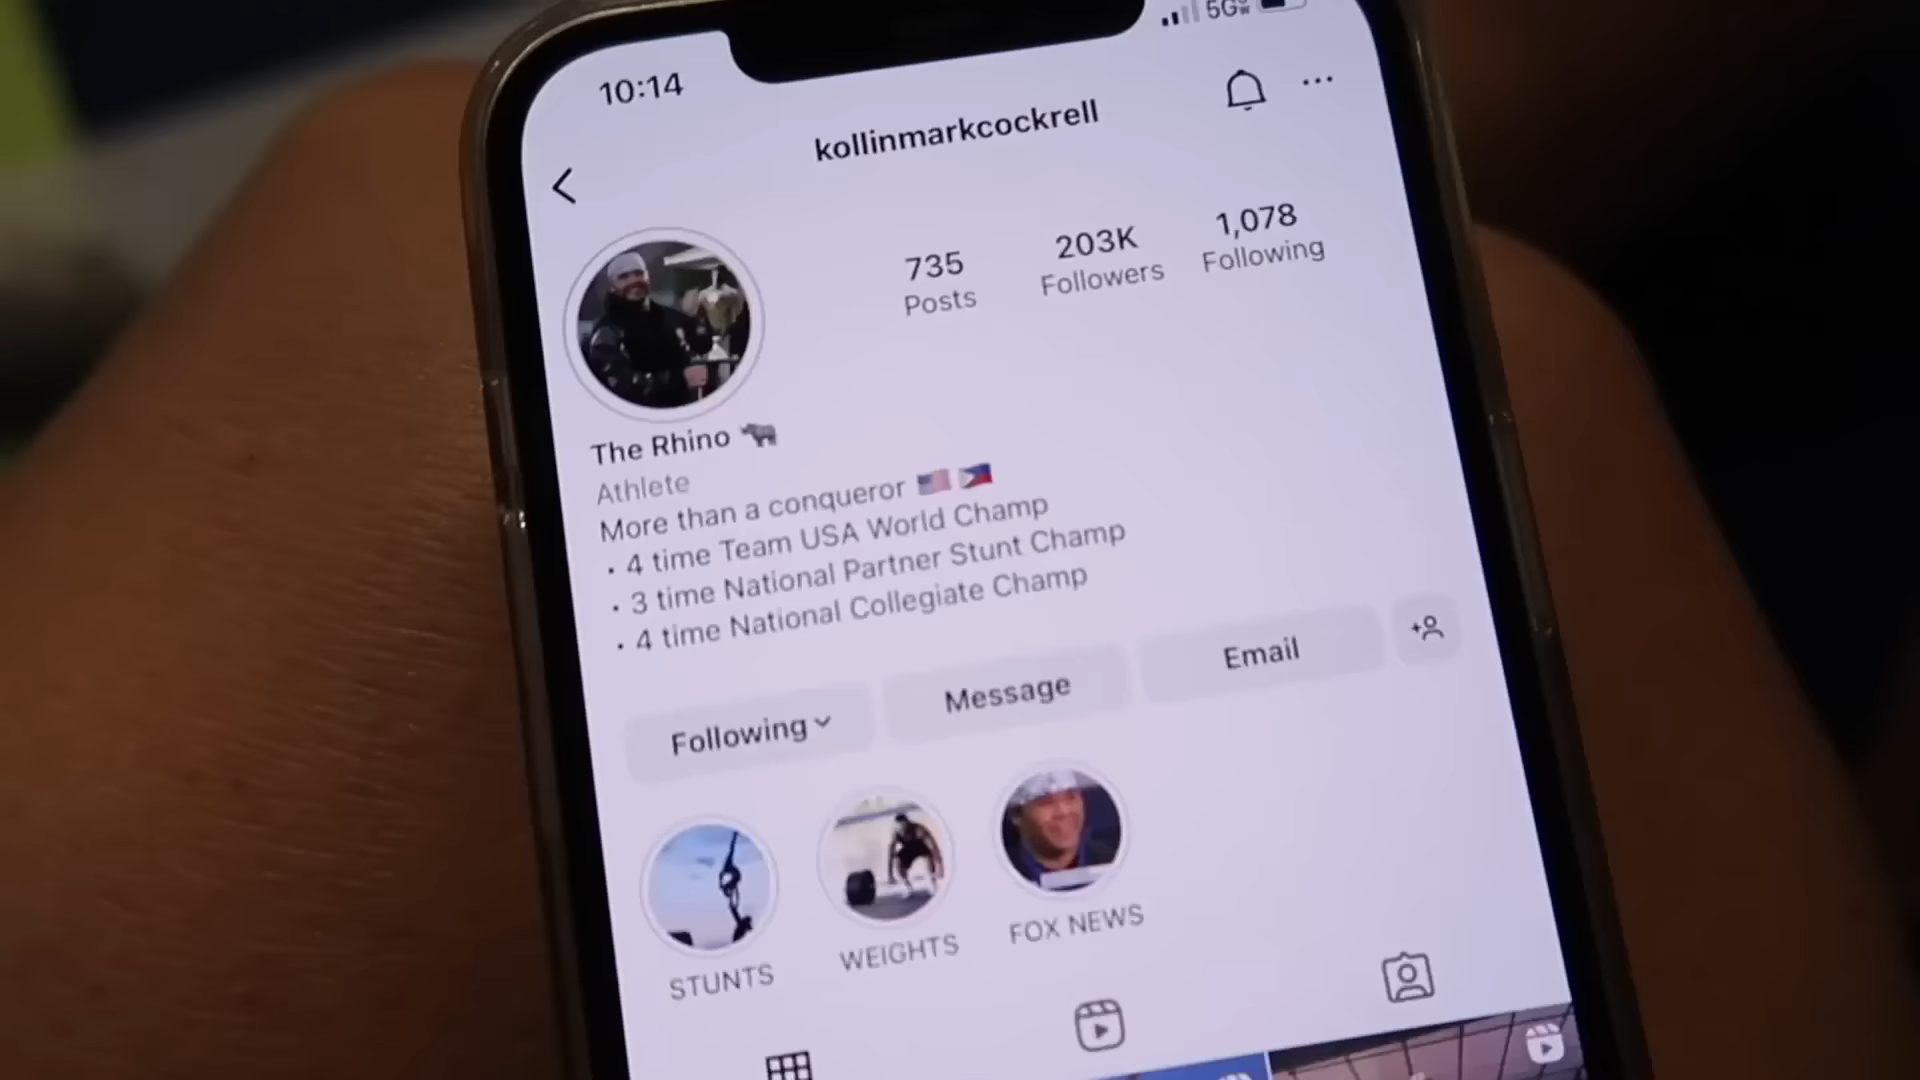 10:14
5G
kollinmarkcockrell
735
Posts
203K
Followers
1,078
Following
The Rhino 🦏
Athlete
More than a conqueror 🇺🇸 🇵🇭
• 4 time Team USA World Champ
• 3 time National Partner Stunt Champ
• 4 time National Collegiate Champ
Following
Message
Email
STUNTS
WEIGHTS
FOX NEWS